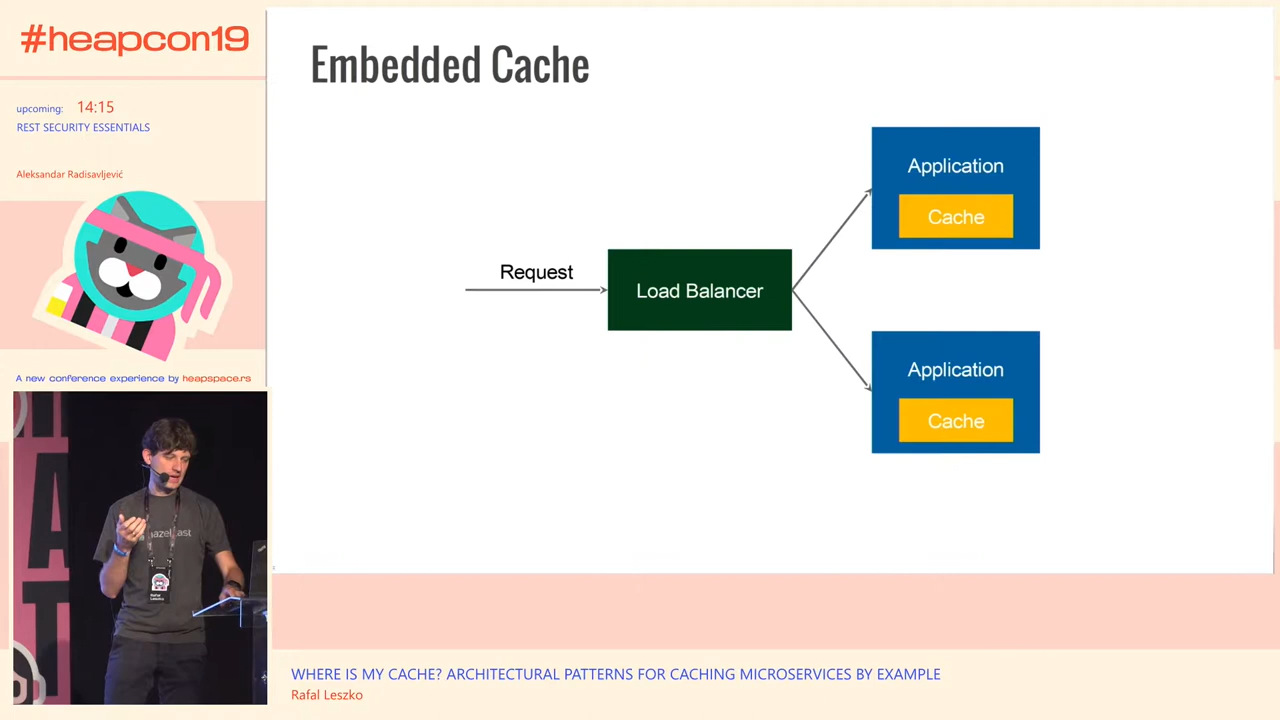 #heapcon19
upcoming: 14:15
REST SECURITY ESSENTIALS
Aleksandar Radisavljević
A new conference experience by heapspace.rs
Embedded Cache
Request
Load Balancer
Application
Cache
Application
Cache
WHERE IS MY CACHE? ARCHITECTURAL PATTERNS FOR CACHING MICROSERVICES BY EXAMPLE
Rafal Leszko